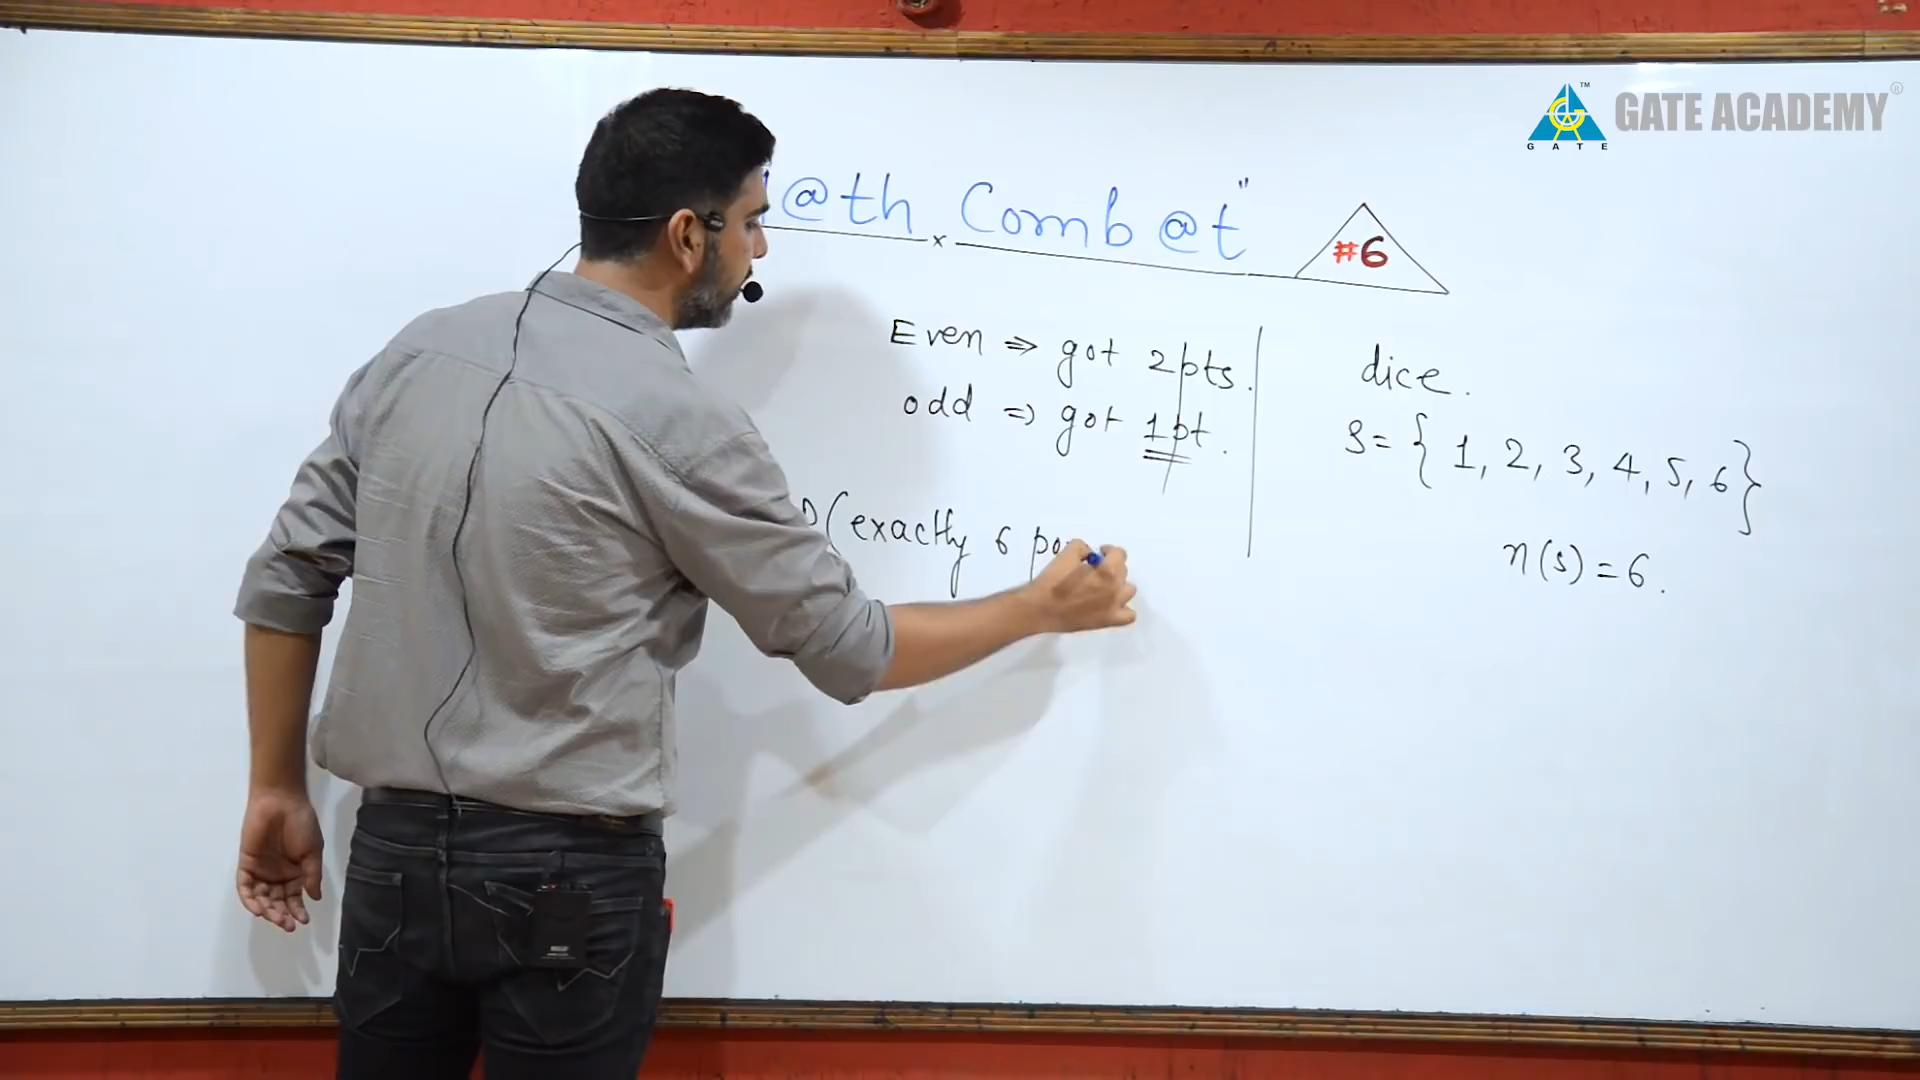 GATE ACADEMY
GATE
@th Comb@t"
#6
Even ⇒ got 2pts.
odd ⇒ got 1pt.
(exactly 6
dice.
S = { 1, 2, 3, 4, 5, 6 }
n(s) = 6.